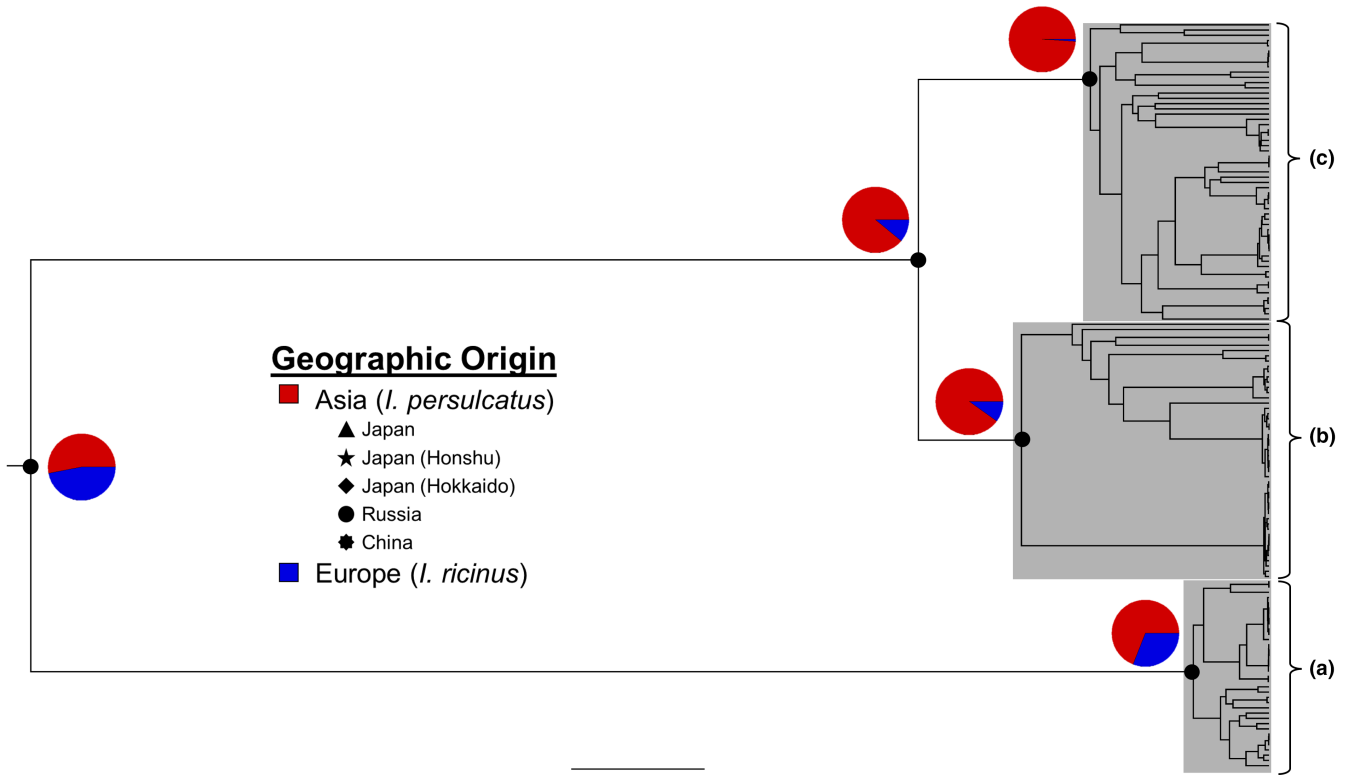 (c)
Geographic Origin
Asia (I. persulcatus)
Japan
Japan (Honshu)
Japan (Hokkaido)
Russia
China
Europe (I. ricinus)
(b)
(a)